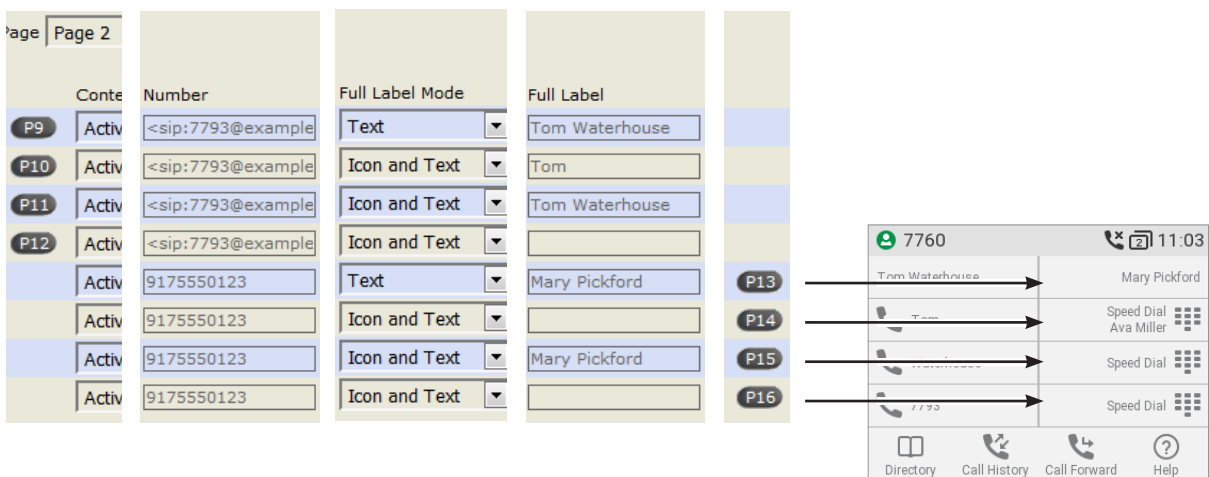 Page Page 2
Conte Number Full Label Mode Full Label
P9 Activ <sip:7793@example Text Tom Waterhouse
P10 Activ <sip:7793@example Icon and Text Tom
P11 Activ <sip:7793@example Icon and Text Tom Waterhouse
P12 Activ <sip:7793@example Icon and Text
Activ 9175550123 Text Mary Pickford P13
Activ 9175550123 Icon and Text P14
Activ 9175550123 Icon and Text Mary Pickford P15
Activ 9175550123 Icon and Text P16
7760 2 11:03
Tom Waterhouse Mary Pickford
Tom Speed Dial
Ava Miller
Waterhouse Speed Dial
7793 Speed Dial
Directory Call History Call Forward Help